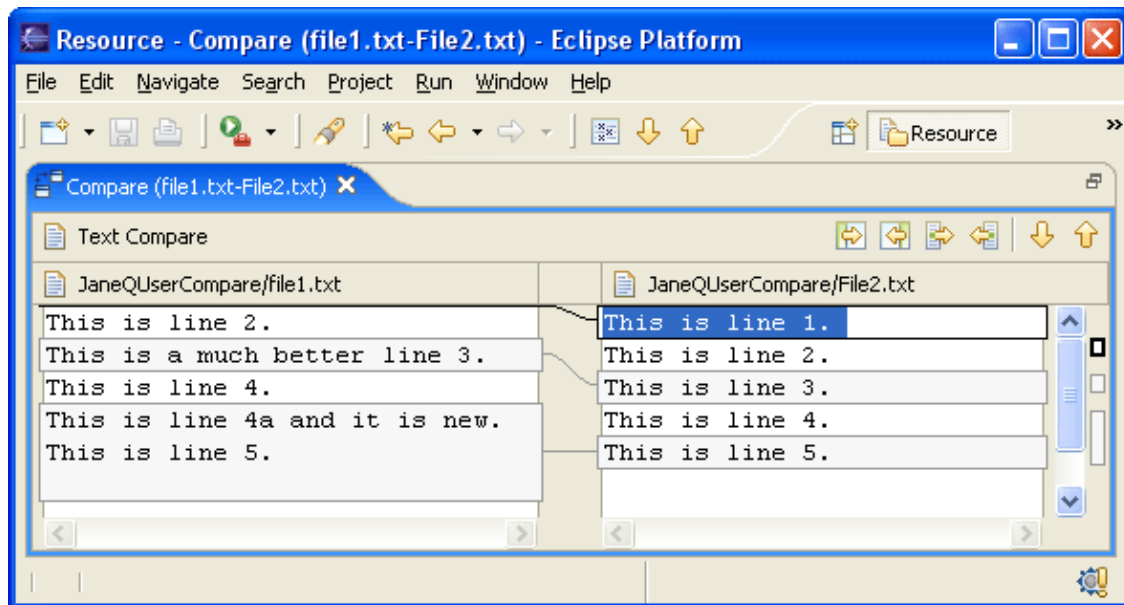 Resource - Compare (file1.txt-File2.txt) - Eclipse Platform
File Edit Navigate Search Project Run Window Help
Resource
Compare (file1.txt-File2.txt)
Text Compare
JaneQUserCompare/file1.txt
This is line 2.
This is a much better line 3.
This is line 4.
This is line 4a and it is new.
This is line 5.
JaneQUserCompare/File2.txt
This is line 1.
This is line 2.
This is line 3.
This is line 4.
This is line 5.